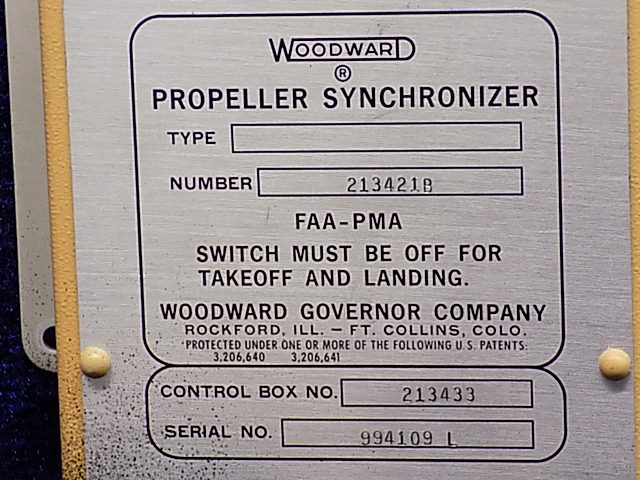 WOODWARD
®
PROPELLER SYNCHRONIZER
TYPE
NUMBER 213421B
FAA-PMA
SWITCH MUST BE OFF FOR
TAKEOFF AND LANDING.
WOODWARD GOVERNOR COMPANY
ROCKFORD, ILL. – FT. COLLINS, COLO.
PROTECTED UNDER ONE OR MORE OF THE FOLLOWING U.S. PATENTS:
3,206,640 3,206,641
CONTROL BOX NO. 213433
SERIAL NO. 994109 L